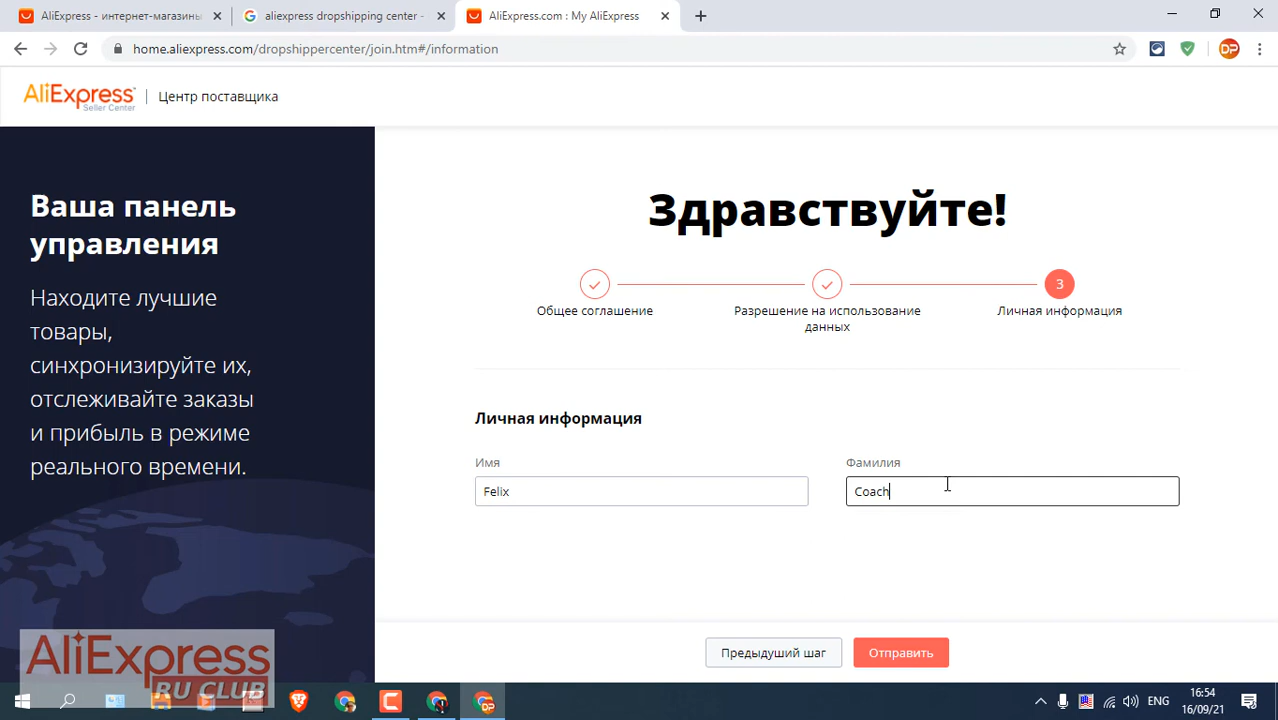 AliExpress - интернет-магазины
aliexpress dropshipping center -
AliExpress.com : My AliExpress
home.aliexpress.com/dropshippercenter/join.htm#/information
DP
AliExpress
Seller Center
Центр поставщика
Ваша панель
управления
Находите лучшие
товары,
синхронизируйте их,
отслеживайте заказы
и прибыль в режиме
реального времени.
Здравствуйте!
3
Общее соглашение
Разрешение на использование
данных
Личная информация
Личная информация
Имя
Фамилия
Felix
Coach
Предыдущий шаг
Отправить
AliExpress
RU CLUB
DP
ENG
16:54
16/09/21